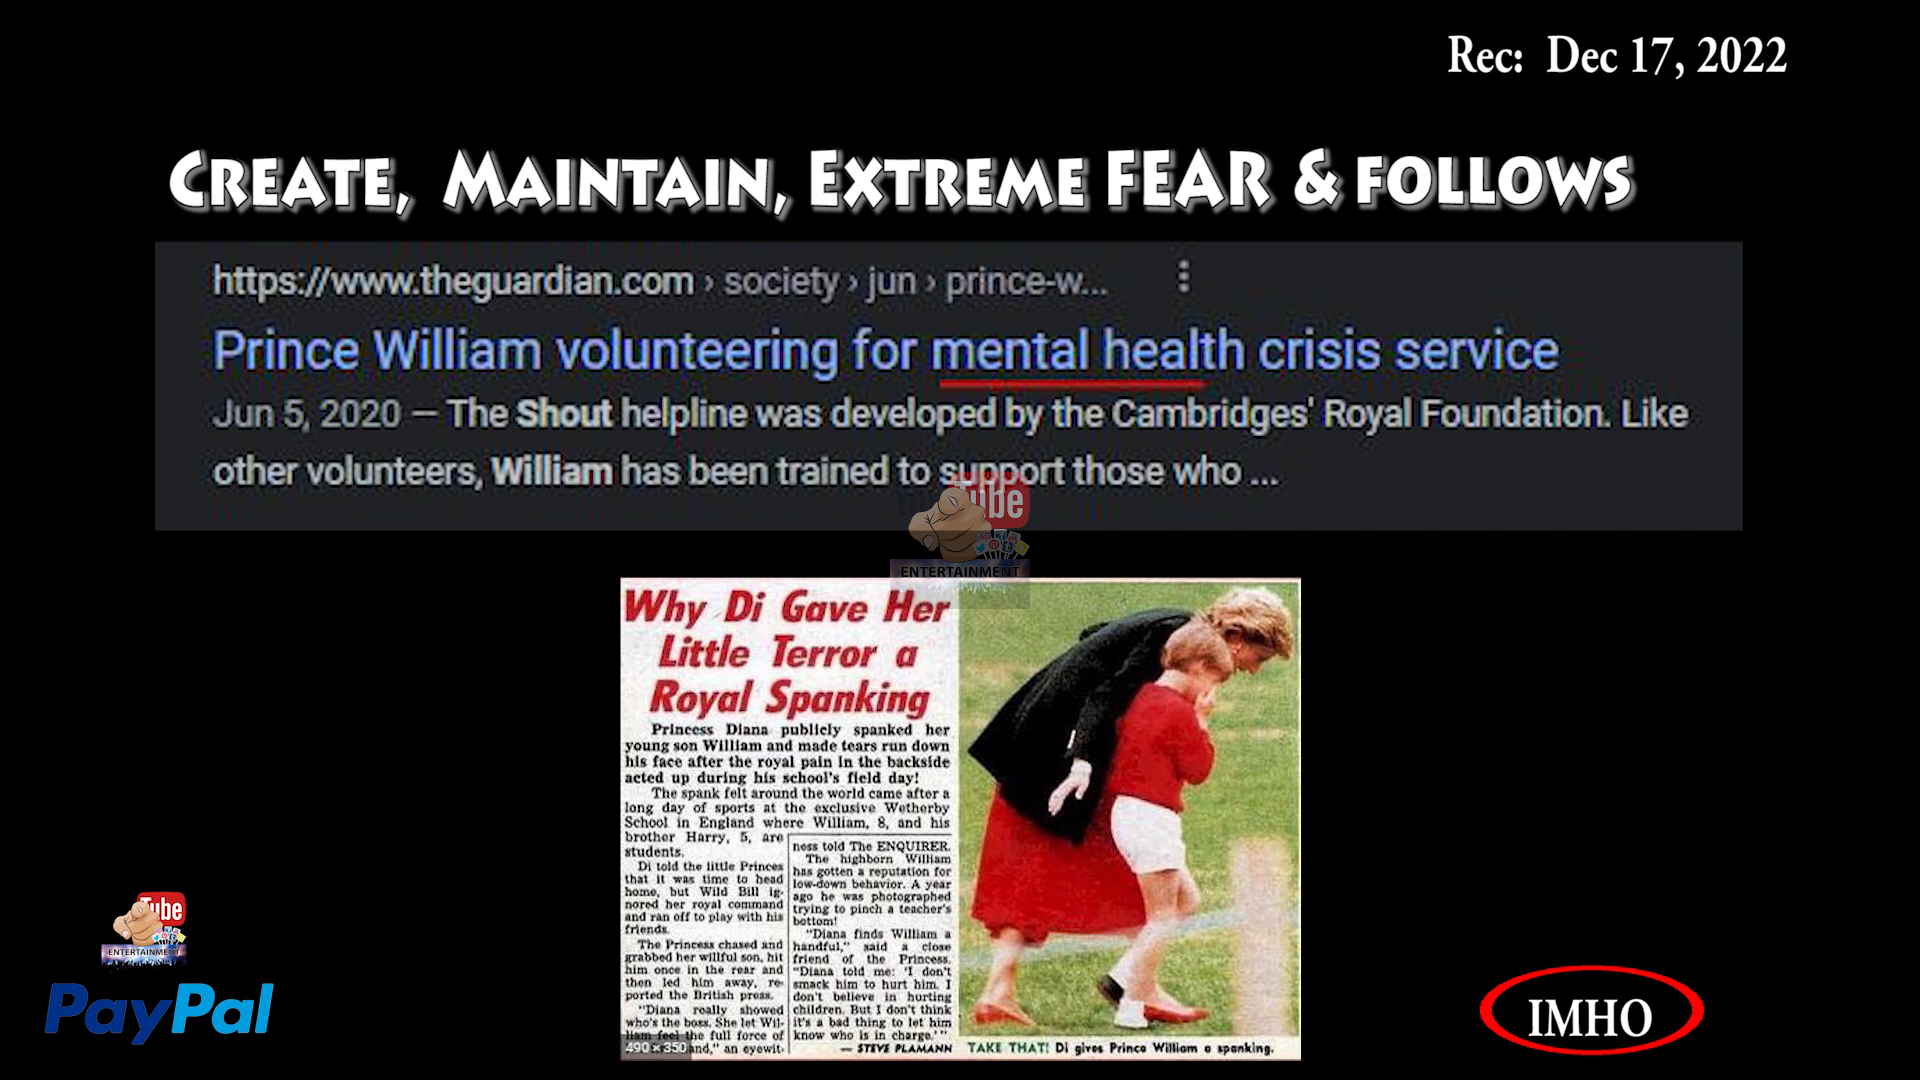 Rec: Dec 17, 2022
CREATE, MAINTAIN, EXTREME FEAR & FOLLOWS
https://www.theguardian.com › society › jun › prince-w...
Prince William volunteering for mental health crisis service
Jun 5, 2020 — The Shout helpline was developed by the Cambridges' Royal Foundation. Like
other volunteers, William has been trained to support those who ...
Tube
ENTERTAINMENT
Why Di Gave Her
Little Terror a
Royal Spanking
Princess Diana publicly spanked her
young son William and made tears run down
his face after the royal pain in the backside
acted up during his school's field day!
The spank felt around the world came after a
long day of sports at the exclusive Wetherby
School in England where William, 8, and his
brother Harry, 5, are
students.
Di told the little Princes
that it was time to head
home, but Wild Bill ig-
nored her royal command
and ran off to play with his
friends.
The Princess chased and
grabbed her willful son, hit
him once in the rear and
then led him away, re-
ported the British press.
"Diana really showed
who's the boss. She let Wil-
liam feel the full force of
and," an eyewit-
490 × 350
ness told The ENQUIRER.
The highborn William
has gotten a reputation for
low-down behavior. A year
ago he was photographed
trying to pinch a teacher's
bottom!
"Diana finds William a
handful," said a close
friend of the Princess.
"Diana told me: 'I don't
smack him to hurt him. I
don't believe in hurting
children. But I don't think
it's a bad thing to let him
know who is in charge.'"
— STEVE PLAMANN
TAKE THAT! Di gives Prince William a spanking.
Tube
ENTERTAINMENT
PayPal
IMHO